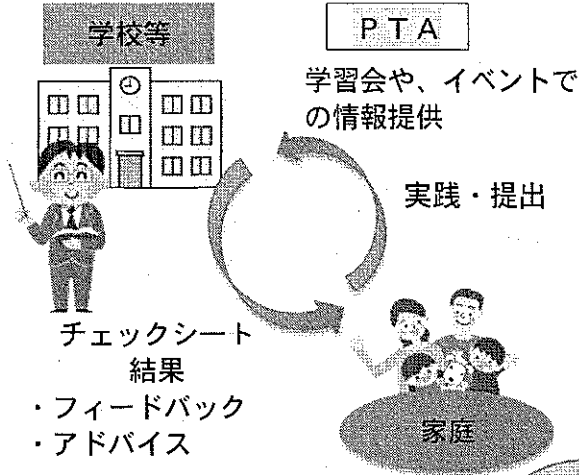 学校等
PTA
学習会や、イベントで
の情報提供
実践・提出
チェックシート
結果
・フィードバック
・アドバイス
家庭